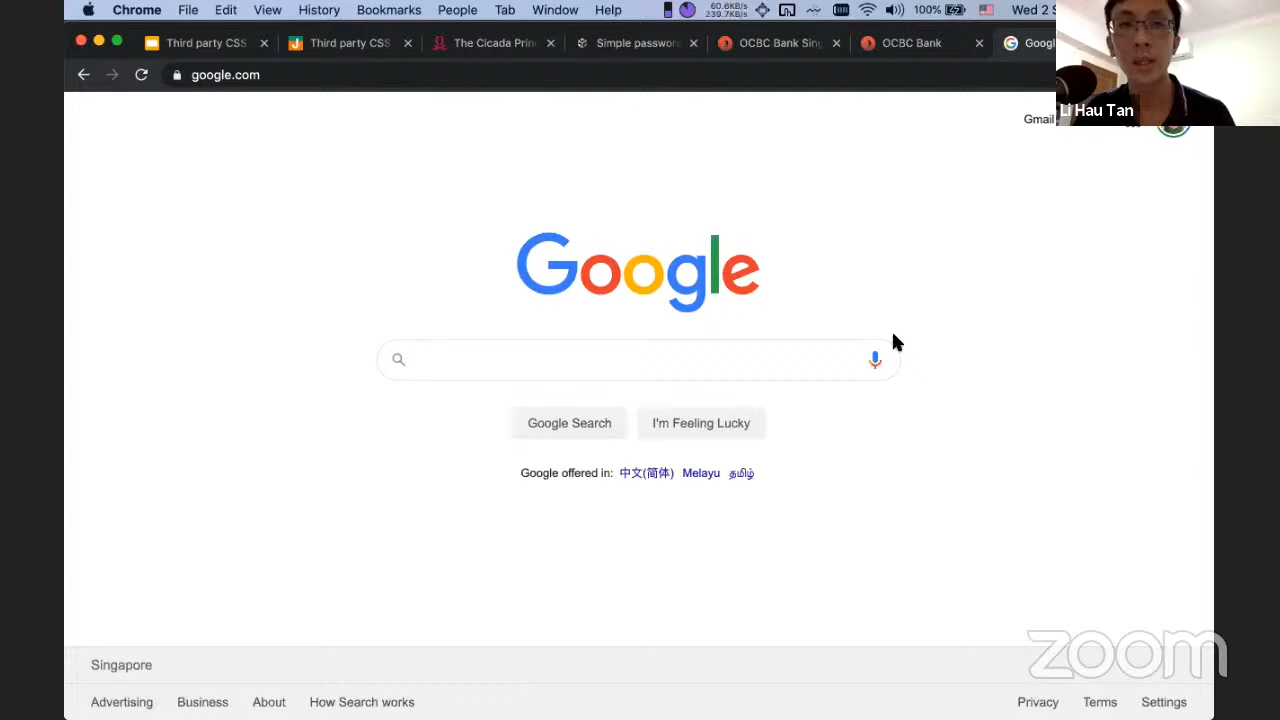 Chrome File Edit View History Bookmarks People Tab Window Help 60.6KB/s 239.7KB/s 100% Wed 2 S
Third party CSS Third party CSS The Cicada Prin Simple passwor OCBC Bank Sin OCBC Bank Googl
google.com
Li Hau Tan
Gmail
Google
Google Search I'm Feeling Lucky
Google offered in: 中文(简体) Melayu தமிழ்
zoom
Singapore
Advertising Business About How Search works Privacy Terms Settings